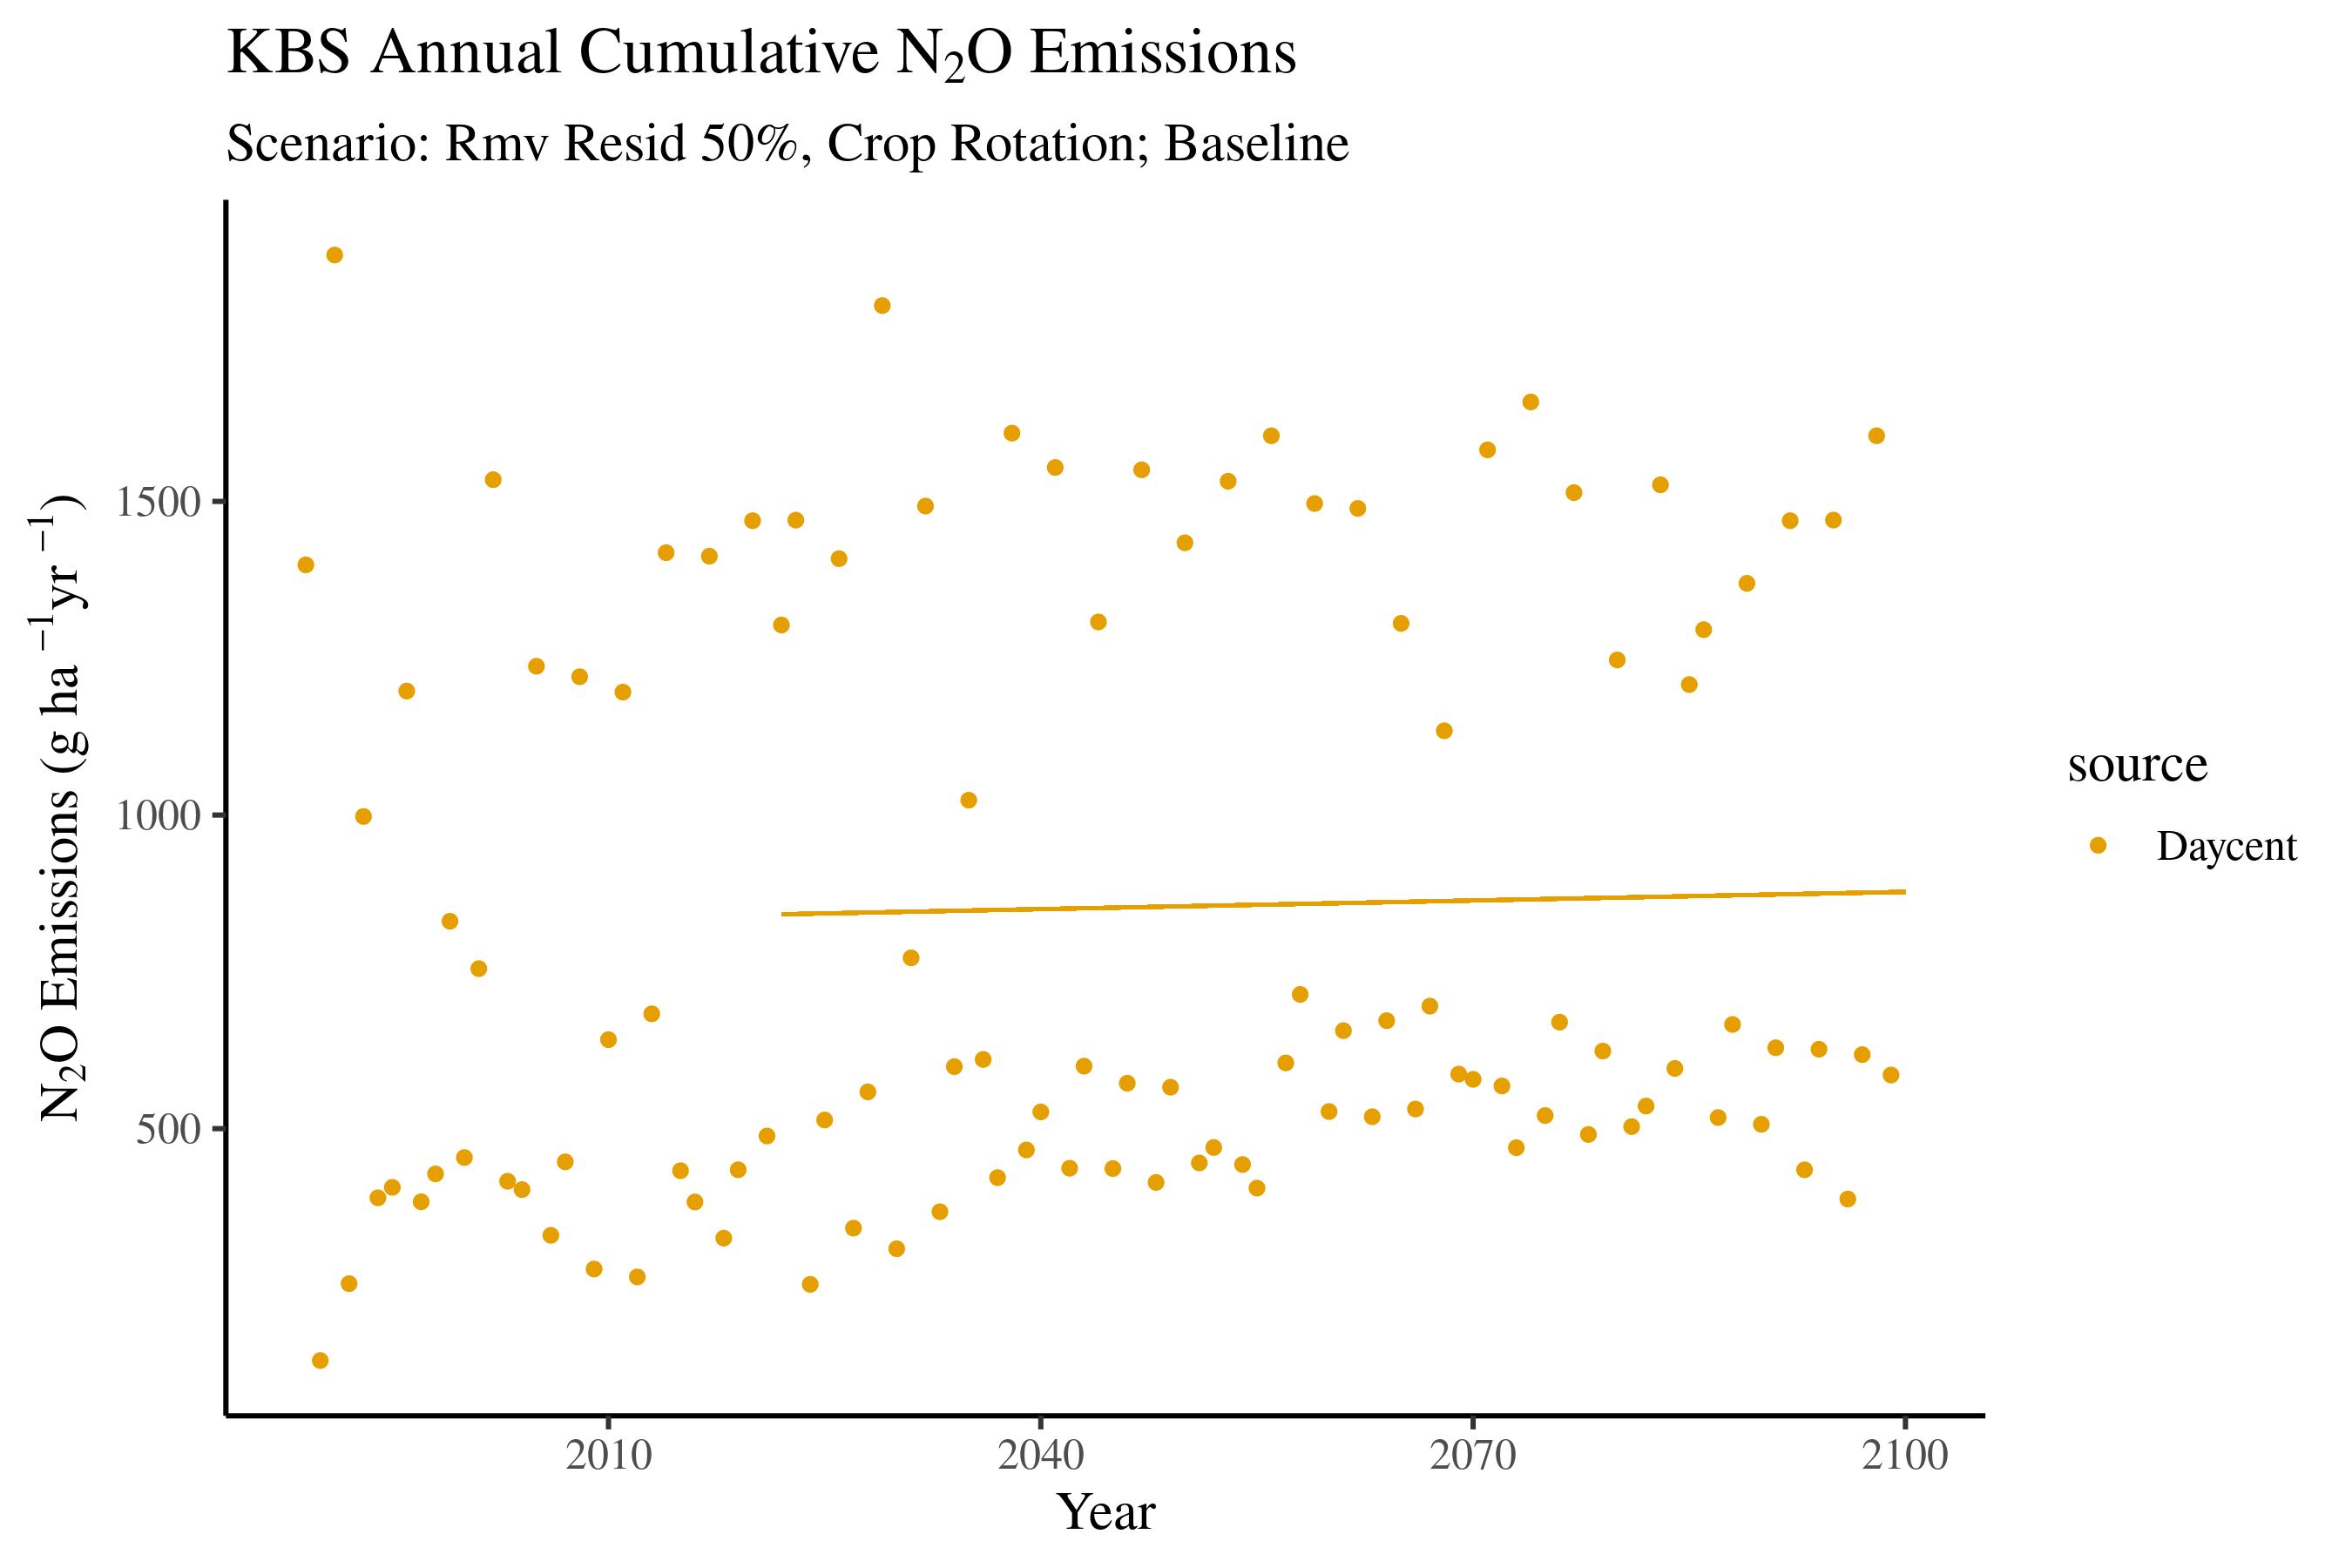 KBS Annual Cumulative N₂O Emissions
Scenario: Rmv Resid 50%, Crop Rotation; Baseline
N₂O Emissions (g ha ⁻¹yr ⁻¹)
1500
1000
500
2010 2040 2070 2100
Year
source
Daycent